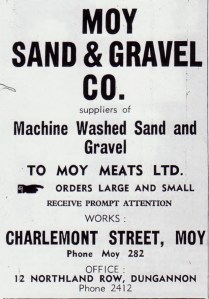 MOY
SAND & GRAVEL
CO.
suppliers of
Machine Washed Sand and
Gravel
TO MOY MEATS LTD.
ORDERS LARGE AND SMALL
RECEIVE PROMPT ATTENTION
WORKS :
CHARLEMONT STREET, MOY
Phone Moy 282
OFFICE :
12 NORTHLAND ROW, DUNGANNON
Phone 2412